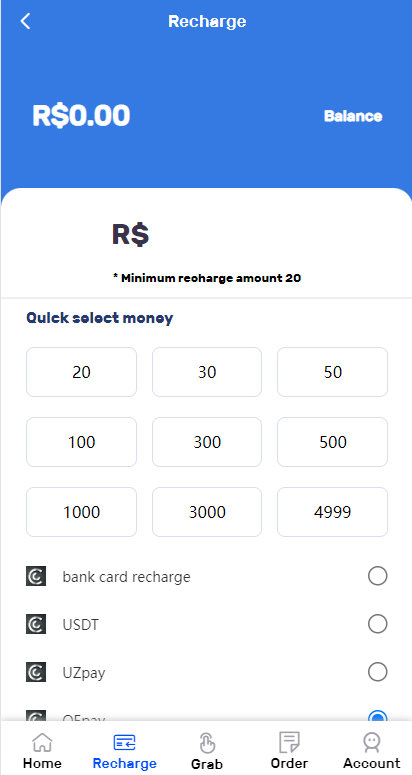 Recharge
R$0.00 Balance
R$
* Minimum recharge amount 20
Quick select money
20 30 50
100 300 500
1000 3000 4999
bank card recharge
USDT
UZpay
Home Recharge Grab Order Account